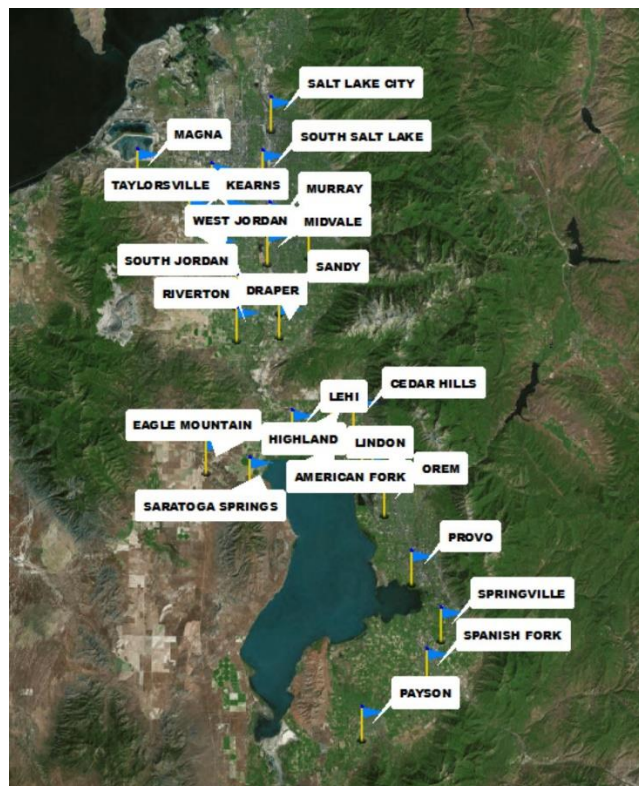 SALT LAKE CITY
MAGNA
SOUTH SALT LAKE
TAYLORSVILLE
KEARNS
MURRAY
WEST JORDAN
MIDVALE
SOUTH JORDAN
SANDY
RIVERTON
DRAPER
CEDAR HILLS
LEHI
EAGLE MOUNTAIN
HIGHLAND
LINDON
AMERICAN FORK
OREM
SARATOGA SPRINGS
PROVO
SPRINGVILLE
SPANISH FORK
PAYSON